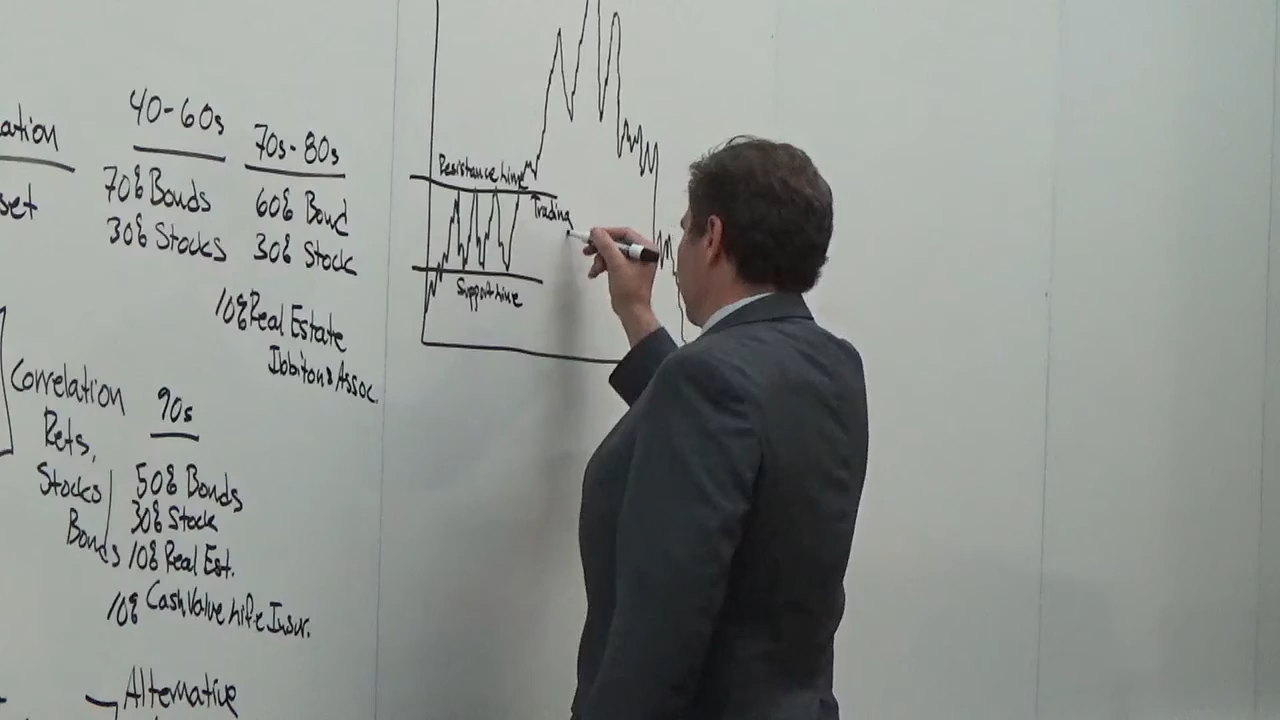 ation
set
40-60s
70% Bonds
30% Stocks
70s-80s
60% Bond
30% Stock
10% Real Estate
Ibbitons Assoc.
Correlation
Rets,
Stocks
Bonds
90s
50% Bonds
30% Stock
10% Real Est.
10% Cash Value Life Insur.
Alternative
Resistance Line
Trading
Support Line